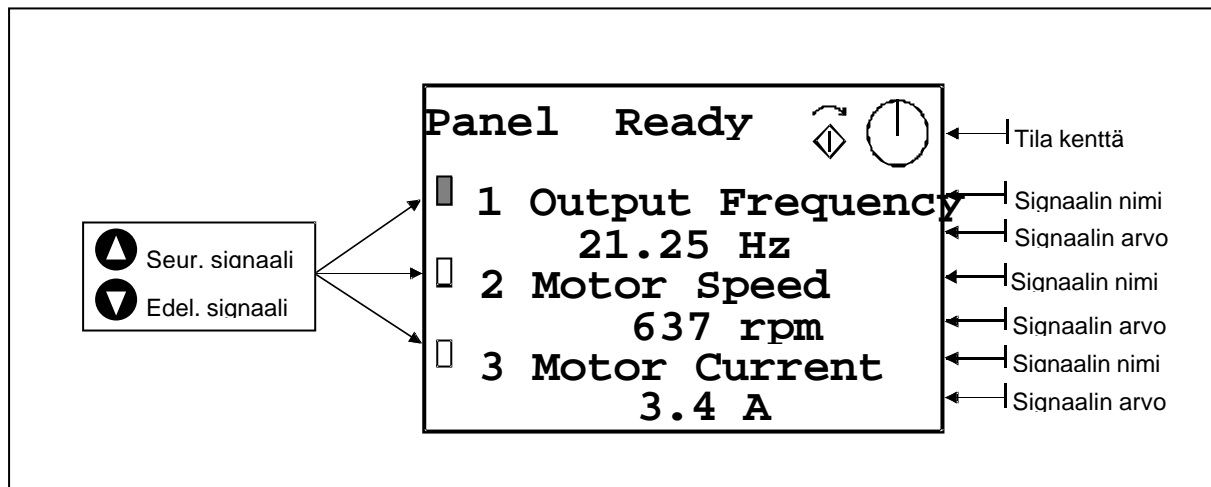 Panel Ready
Tila kenttä
1 Output Frequency
Signaalin nimi
21.25 Hz
Signaalin arvo
Seur. signaali
Edel. signaali
2 Motor Speed
Signaalin nimi
637 rpm
Signaalin arvo
3 Motor Current
Signaalin nimi
3.4 A
Signaalin arvo